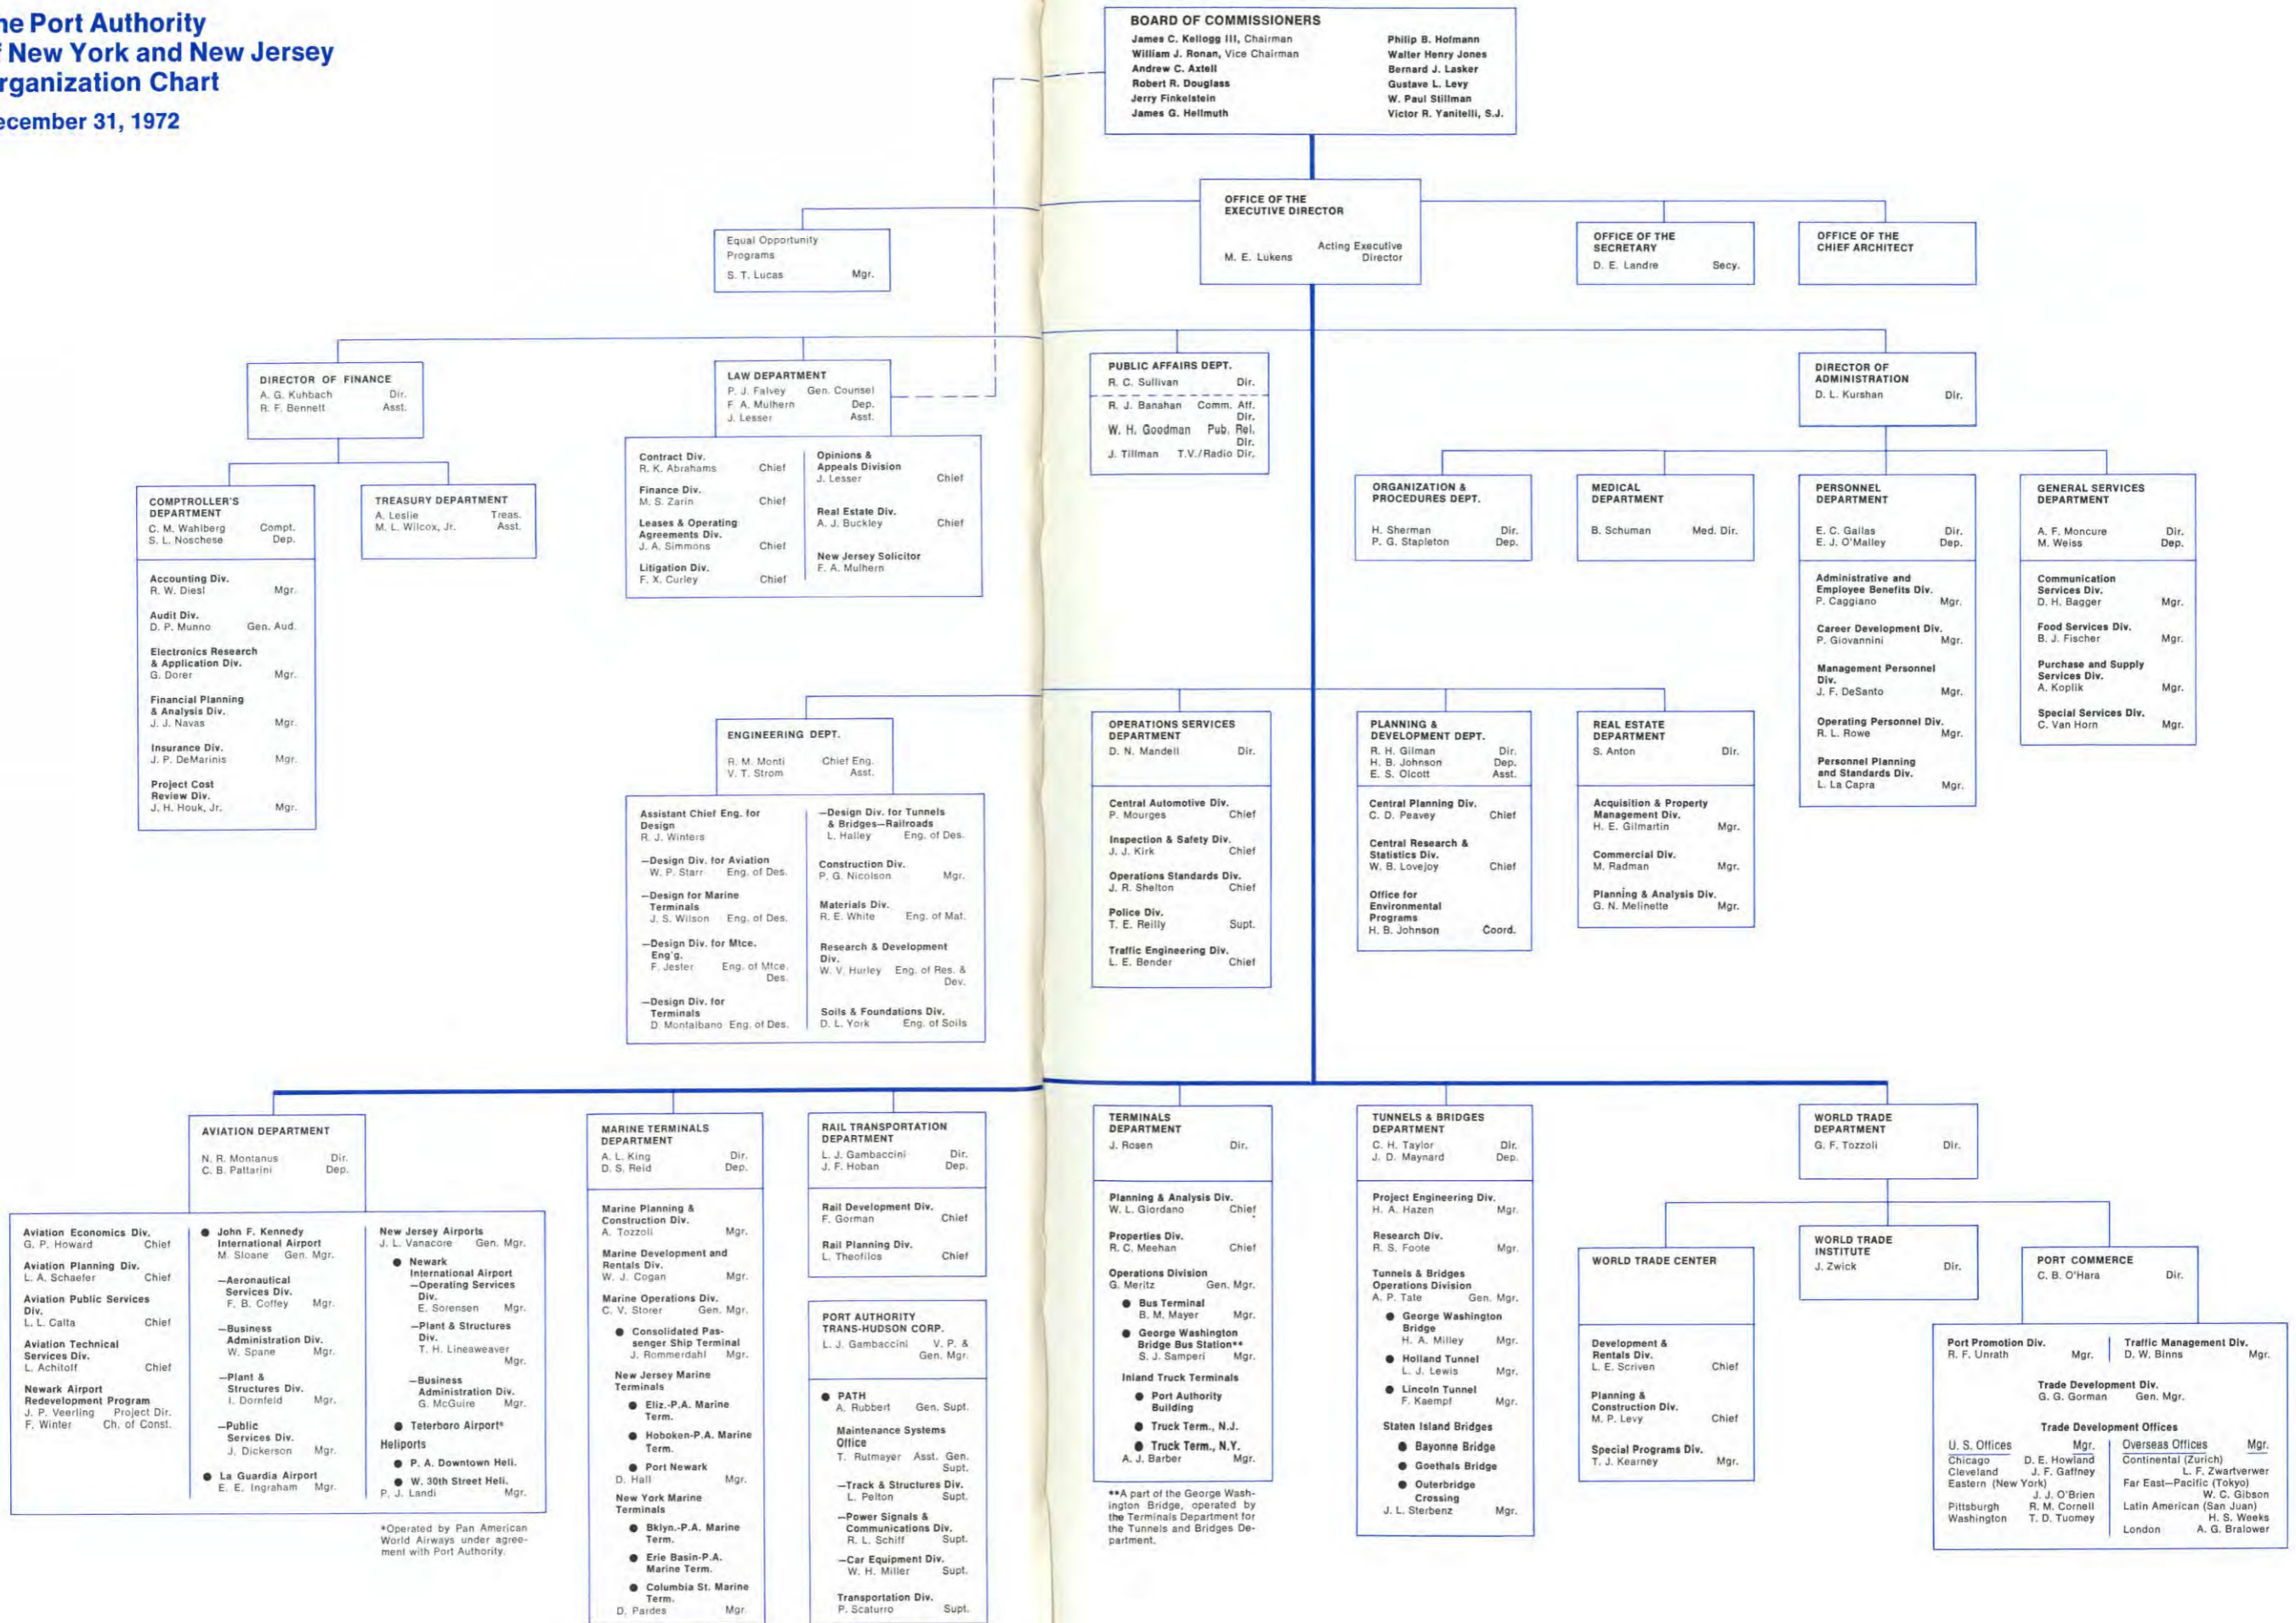 he Port Authority
f New York and New Jersey
rganization Chart
ecember 31, 1972
BOARD OF COMMISSIONERS
James C. Kellogg III, Chairman
William J. Ronan, Vice Chairman
Andrew C. Axtell
Robert R. Douglass
Jerry Finkelstein
James G. Hellmuth
Philip B. Hofmann
Walter Henry Jones
Bernard J. Lasker
Gustave L. Levy
W. Paul Stillman
Victor R. Yanitelli, S.J.
OFFICE OF THE
EXECUTIVE DIRECTOR
Acting Executive
M. E. Lukens Director
Equal Opportunity
Programs
S. T. Lucas Mgr.
OFFICE OF THE
SECRETARY
D. E. Landre Secy.
OFFICE OF THE
CHIEF ARCHITECT
DIRECTOR OF FINANCE
A. G. Kuhbach Dir.
R. F. Bennett Asst.
LAW DEPARTMENT
P. J. Falvey Gen. Counsel
F. A. Mulhern Dep.
J. Lesser Asst.
Contract Div.
R. K. Abrahams Chief
Finance Div.
M. S. Zarin Chief
Leases & Operating
Agreements Div.
J. A. Simmons Chief
Litigation Div.
F. X. Curley Chief
Opinions &
Appeals Division
J. Lesser Chief
Real Estate Div.
A. J. Buckley Chief
New Jersey Solicitor
F. A. Mulhern
PUBLIC AFFAIRS DEPT.
R. C. Sullivan Dir.
R. J. Banahan Comm. Aff.
Dir.
W. H. Goodman Pub. Rel.
Dir.
J. Tillman T.V./Radio Dir.
DIRECTOR OF
ADMINISTRATION
D. L. Kurshan Dir.
COMPTROLLER'S
DEPARTMENT
C. M. Wahlberg Compt.
S. L. Noschese Dep.
Accounting Div.
R. W. Diesl Mgr.
Audit Div.
D. P. Munno Gen. Aud.
Electronics Research
& Application Div.
G. Dorer Mgr.
Financial Planning
& Analysis Div.
J. J. Navas Mgr.
Insurance Div.
J. P. DeMarinis Mgr.
Project Cost
Review Div.
J. H. Houk, Jr. Mgr.
TREASURY DEPARTMENT
A. Leslie Treas.
M. L. Wilcox, Jr. Asst.
ORGANIZATION &
PROCEDURES DEPT.
H. Sherman Dir.
P. G. Stapleton Dep.
MEDICAL
DEPARTMENT
B. Schuman Med. Dir.
PERSONNEL
DEPARTMENT
E. C. Gallas Dir.
E. J. O'Malley Dep.
Administrative and
Employee Benefits Div.
P. Caggiano Mgr.
Career Development Div.
P. Giovannini Mgr.
Management Personnel
Div.
J. F. DeSanto Mgr.
Operating Personnel Div.
R. L. Rowe Mgr.
Personnel Planning
and Standards Div.
L. La Capra Mgr.
GENERAL SERVICES
DEPARTMENT
A. F. Moncure Dir.
M. Weiss Dep.
Communication
Services Div.
D. H. Bagger Mgr.
Food Services Div.
B. J. Fischer Mgr.
Purchase and Supply
Services Div.
A. Koplik Mgr.
Special Services Div.
C. Van Horn Mgr.
ENGINEERING DEPT.
R. M. Monti Chief Eng.
V. T. Strom Asst.
Assistant Chief Eng. for
Design
R. J. Winters
—Design Div. for Aviation
W. P. Starr Eng. of Des.
—Design for Marine
Terminals
J. S. Wilson Eng. of Des.
—Design Div. for Mtce.
Eng'g.
F. Jester Eng. of Mtce.
Des.
—Design Div. for
Terminals
D. Montalbano Eng. of Des.
—Design Div. for Tunnels
& Bridges—Railroads
L. Halley Eng. of Des.
Construction Div.
P. G. Nicolson Mgr.
Materials Div.
R. E. White Eng. of Mat.
Research & Development
Div.
W. V. Hurley Eng. of Res. &
Dev.
Soils & Foundations Div.
D. L. York Eng. of Soils
OPERATIONS SERVICES
DEPARTMENT
D. N. Mandell Dir.
Central Automotive Div.
P. Mourges Chief
Inspection & Safety Div.
J. J. Kirk Chief
Operations Standards Div.
J. R. Shelton Chief
Police Div.
T. E. Reilly Supt.
Traffic Engineering Div.
L. E. Bender Chief
PLANNING &
DEVELOPMENT DEPT.
R. H. Gilman Dir.
H. B. Johnson Dep.
E. S. Olcott Asst.
Central Planning Div.
C. D. Peavey Chief
Central Research &
Statistics Div.
W. B. Lovejoy Chief
Office for
Environmental
Programs
H. B. Johnson Coord.
REAL ESTATE
DEPARTMENT
S. Anton Dir.
Acquisition & Property
Management Div.
H. E. Gilmartin Mgr.
Commercial Div.
M. Radman Mgr.
Planning & Analysis Div.
G. N. Melinette Mgr.
AVIATION DEPARTMENT
N. R. Montanus Dir.
C. B. Pattarini Dep.
Aviation Economics Div.
G. P. Howard Chief
Aviation Planning Div.
L. A. Schaefer Chief
Aviation Public Services
Div.
L. L. Calta Chief
Aviation Technical
Services Div.
L. Achitoff Chief
Newark Airport
Redevelopment Program
J. P. Veerling Project Dir.
F. Winter Ch. of Const.
● John F. Kennedy
International Airport
M. Sloane Gen. Mgr.
—Aeronautical
Services Div.
F. B. Coffey Mgr.
—Business
Administration Div.
W. Spane Mgr.
—Plant &
Structures Div.
I. Dornfeld Mgr.
—Public
Services Div.
J. Dickerson Mgr.
● La Guardia Airport
E. E. Ingraham Mgr.
New Jersey Airports
J. L. Vanacore Gen. Mgr.
● Newark
International Airport
—Operating Services
Div.
E. Sorensen Mgr.
—Plant & Structures
Div.
T. H. Lineaweaver
Mgr.
—Business
Administration Div.
G. McGuire Mgr.
● Teterboro Airport*
Heliports
● P. A. Downtown Heli.
● W. 30th Street Heli.
P. J. Landi Mgr.
*Operated by Pan American
World Airways under agree-
ment with Port Authority.
MARINE TERMINALS
DEPARTMENT
A. L. King Dir.
D. S. Reid Dep.
Marine Planning &
Construction Div.
A. Tozzoli Mgr.
Marine Development and
Rentals Div.
W. J. Cogan Mgr.
Marine Operations Div.
C. V. Storer Gen. Mgr.
● Consolidated Pas-
senger Ship Terminal
J. Rommerdahl Mgr.
New Jersey Marine
Terminals
● Eliz.-P.A. Marine
Term.
● Hoboken-P.A. Marine
Term.
● Port Newark
D. Hall Mgr.
New York Marine
Terminals
● Bklyn.-P.A. Marine
Term.
● Erie Basin-P.A.
Marine Term.
● Columbia St. Marine
Term.
D. Pardes Mgr.
RAIL TRANSPORTATION
DEPARTMENT
L. J. Gambaccini Dir.
J. F. Hoban Dep.
Rail Development Div.
F. Gorman Chief
Rail Planning Div.
L. Theofilos Chief
PORT AUTHORITY
TRANS-HUDSON CORP.
L. J. Gambaccini V. P. &
Gen. Mgr.
● PATH
A. Rubbert Gen. Supt.
Maintenance Systems
Office
T. Rutmayer Asst. Gen.
Supt.
—Track & Structures Div.
L. Pelton Supt.
—Power Signals &
Communications Div.
R. L. Schiff Supt.
—Car Equipment Div.
W. H. Miller Supt.
Transportation Div.
P. Scaturro Supt.
TERMINALS
DEPARTMENT
J. Rosen Dir.
Planning & Analysis Div.
W. L. Giordano Chief
Properties Div.
R. C. Meehan Chief
Operations Division
G. Meritz Gen. Mgr.
● Bus Terminal
B. M. Mayer Mgr.
● George Washington
Bridge Bus Station**
S. J. Samperi Mgr.
Inland Truck Terminals
● Port Authority
Building
● Truck Term., N.J.
● Truck Term., N.Y.
A. J. Barber Mgr.
**A part of the George Wash-
ington Bridge, operated by
the Terminals Department for
the Tunnels and Bridges De-
partment.
TUNNELS & BRIDGES
DEPARTMENT
C. H. Taylor Dir.
J. D. Maynard Dep.
Project Engineering Div.
H. A. Hazen Mgr.
Research Div.
R. S. Foote Mgr.
Tunnels & Bridges
Operations Division
A. P. Tate Gen. Mgr.
● George Washington
Bridge
H. A. Milley Mgr.
● Holland Tunnel
L. J. Lewis Mgr.
● Lincoln Tunnel
F. Kaempf Mgr.
Staten Island Bridges
● Bayonne Bridge
● Goethals Bridge
● Outerbridge
Crossing
J. L. Sterbenz Mgr.
WORLD TRADE
DEPARTMENT
G. F. Tozzoli Dir.
WORLD TRADE CENTER
Development &
Rentals Div.
L. E. Scriven Chief
Planning &
Construction Div.
M. P. Levy Chief
Special Programs Div.
T. J. Kearney Mgr.
WORLD TRADE
INSTITUTE
J. Zwick Dir.
PORT COMMERCE
C. B. O'Hara Dir.
Port Promotion Div.
R. F. Unrath Mgr.
Traffic Management Div.
D. W. Binns Mgr.
Trade Development Div.
G. G. Gorman Gen. Mgr.
Trade Development Offices
U. S. Offices Mgr.
Chicago D. E. Howland
Cleveland J. F. Gaffney
Eastern (New York)
J. J. O'Brien
Pittsburgh R. M. Cornell
Washington T. D. Tuomey
Overseas Offices Mgr.
Continental (Zurich)
L. F. Zwartverwer
Far East—Pacific (Tokyo)
W. C. Gibson
Latin American (San Juan)
H. S. Weeks
London A. G. Bralower